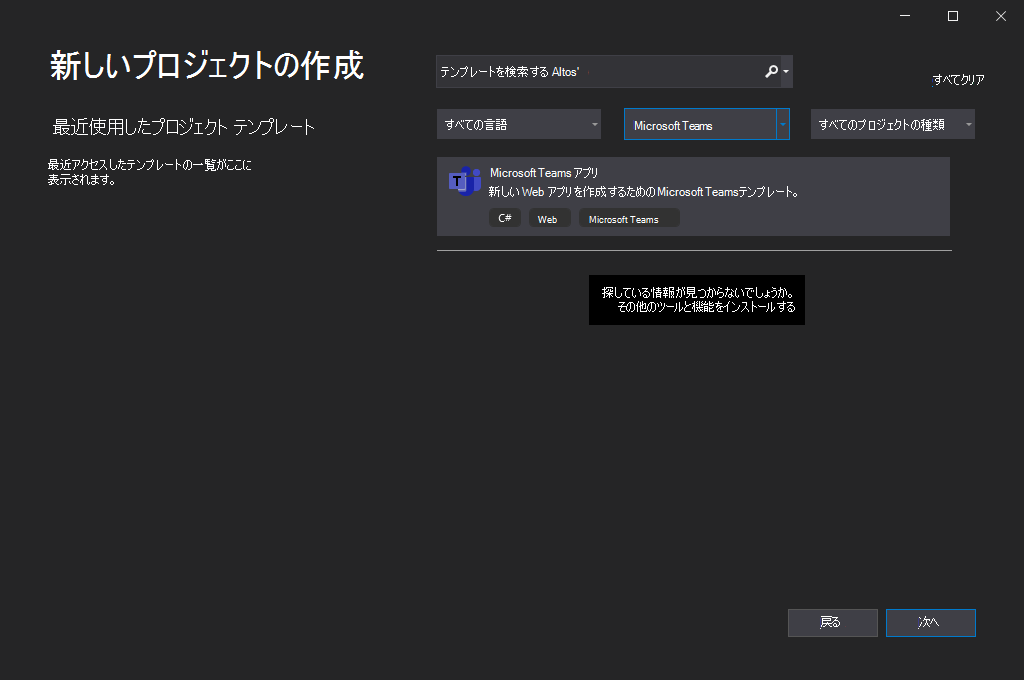 新しいプロジェクトの作成
テンプレートを検索する Altos'
すべてクリア
最近使用したプロジェクト テンプレート
すべての言語
Microsoft Teams
すべてのプロジェクトの種類
最近アクセスしたテンプレートの一覧がここに
表示されます。
Microsoft Teams アプリ
新しい Web アプリを作成するための Microsoft Teamsテンプレート。
C#
Web
Microsoft Teams
探している情報が見つからないでしょうか。
その他のツールと機能をインストールする
戻る
次へ